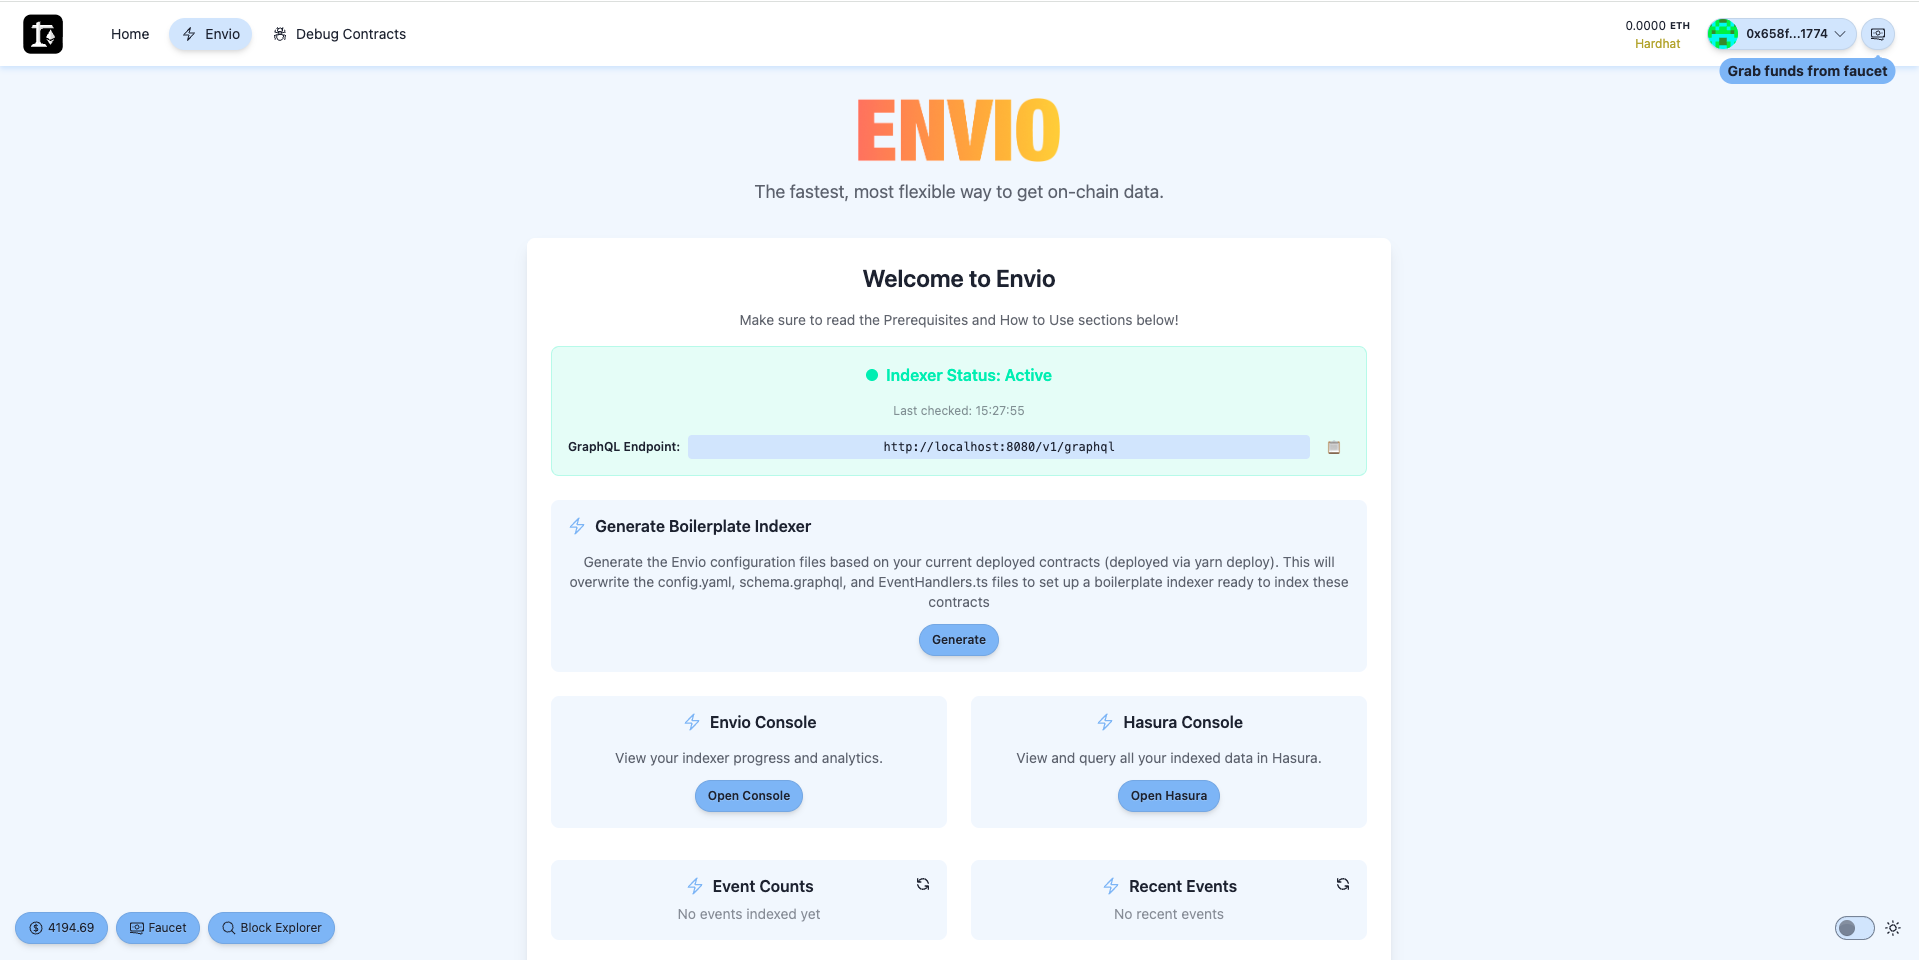 Home
Envio
Debug Contracts
0.0000 ETH
Hardhat
0x658f...1774
Grab funds from faucet
ENVIO
The fastest, most flexible way to get on-chain data.
Welcome to Envio
Make sure to read the Prerequisites and How to Use sections below!
Indexer Status: Active
Last checked: 15:27:55
GraphQL Endpoint: http://localhost:8080/v1/graphql
Generate Boilerplate Indexer
Generate the Envio configuration files based on your current deployed contracts (deployed via yarn deploy). This will
overwrite the config.yaml, schema.graphql, and EventHandlers.ts files to set up a boilerplate indexer ready to index these
contracts
Generate
Envio Console
View your indexer progress and analytics.
Open Console
Hasura Console
View and query all your indexed data in Hasura.
Open Hasura
Event Counts
No events indexed yet
Recent Events
No recent events
4194.69
Faucet
Block Explorer